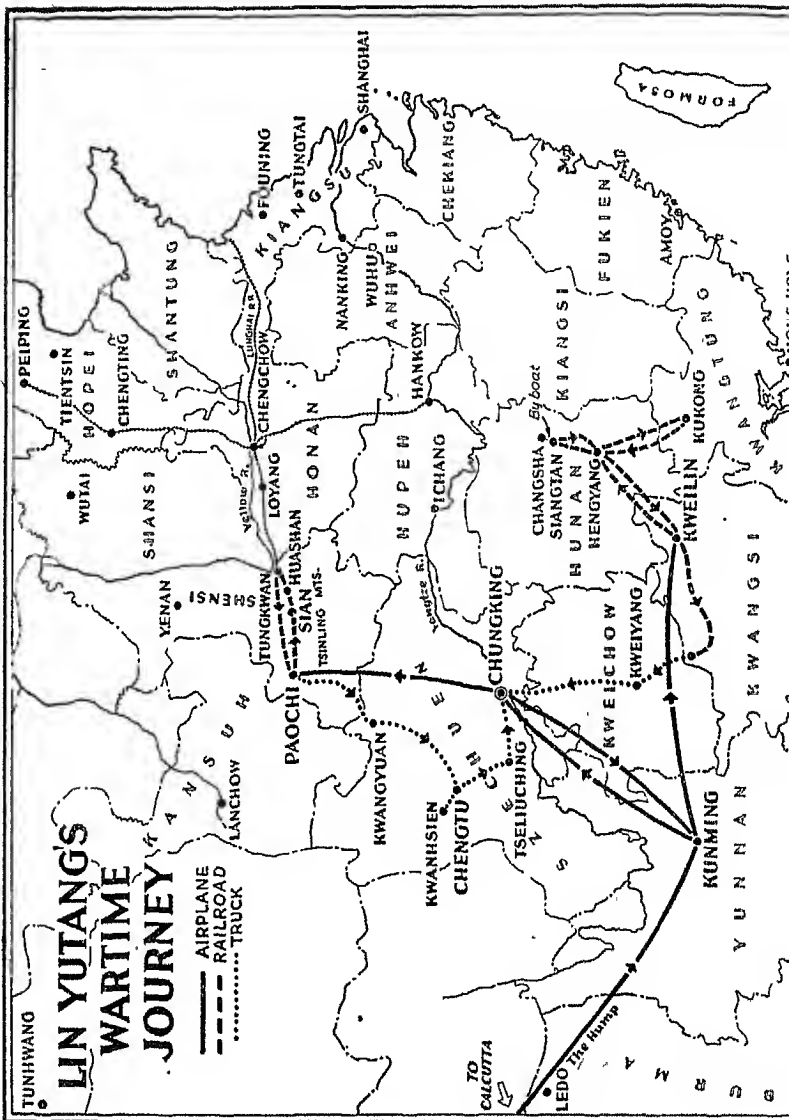 TUNHWANG
LIN YUTANG'S
WARTIME
JOURNEY
AIRPLANE
RAILROAD
TRUCK
PEIPING
TIENTSIN
HOPEI
CHENGTING
WUTAI
SHANSI
SHANTUNG
YENAN
SHENSI
KANSUH
LANCHOW
Yellow R.
LUNGHAI RR
CHENGCHOW
LOYANG
HONAN
TUNGKWAN
HUASHAN
SIAN
TSINLING MTS.
PAOCHI
FOUNING
TUNGTAI
KIANGSU
SHANGHAI
NANKING
WUHU
ANHWEI
HANKOW
HUPEH
ICHANG
Yangtze R.
KWANGYUAN
KWANHSIEN
CHENGTU
TSELIUCHING
SZECHUEN
CHUNGKING
CHEKIANG
KIANGSI
FUKIEN
AMOY
FORMOSA
By boat
CHANGSHA
SIANGTAN
HUNAN
HENGYANG
KUKONG
KWANGTUNG
KWEILIN
KWEICHOW
KWEIYANG
KWANGSI
KUNMING
YUNNAN
TO
CALCUTTA
LEDO
The Hump
BURMA